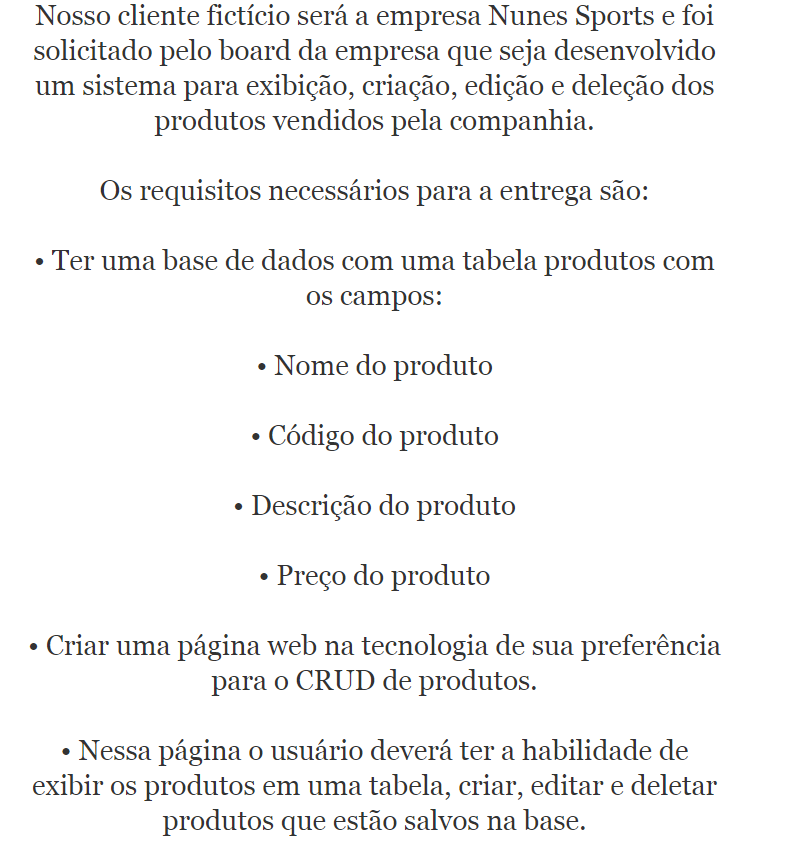 Nosso cliente fictício será a empresa Nunes Sports e foi
solicitado pelo board da empresa que seja desenvolvido
um sistema para exibição, criação, edição e deleção dos
produtos vendidos pela companhia.
Os requisitos necessários para a entrega são:
• Ter uma base de dados com uma tabela produtos com
os campos:
• Nome do produto
• Código do produto
• Descrição do produto
• Preço do produto
• Criar uma página web na tecnologia de sua preferência
para o CRUD de produtos.
• Nessa página o usuário deverá ter a habilidade de
exibir os produtos em uma tabela, criar, editar e deletar
produtos que estão salvos na base.